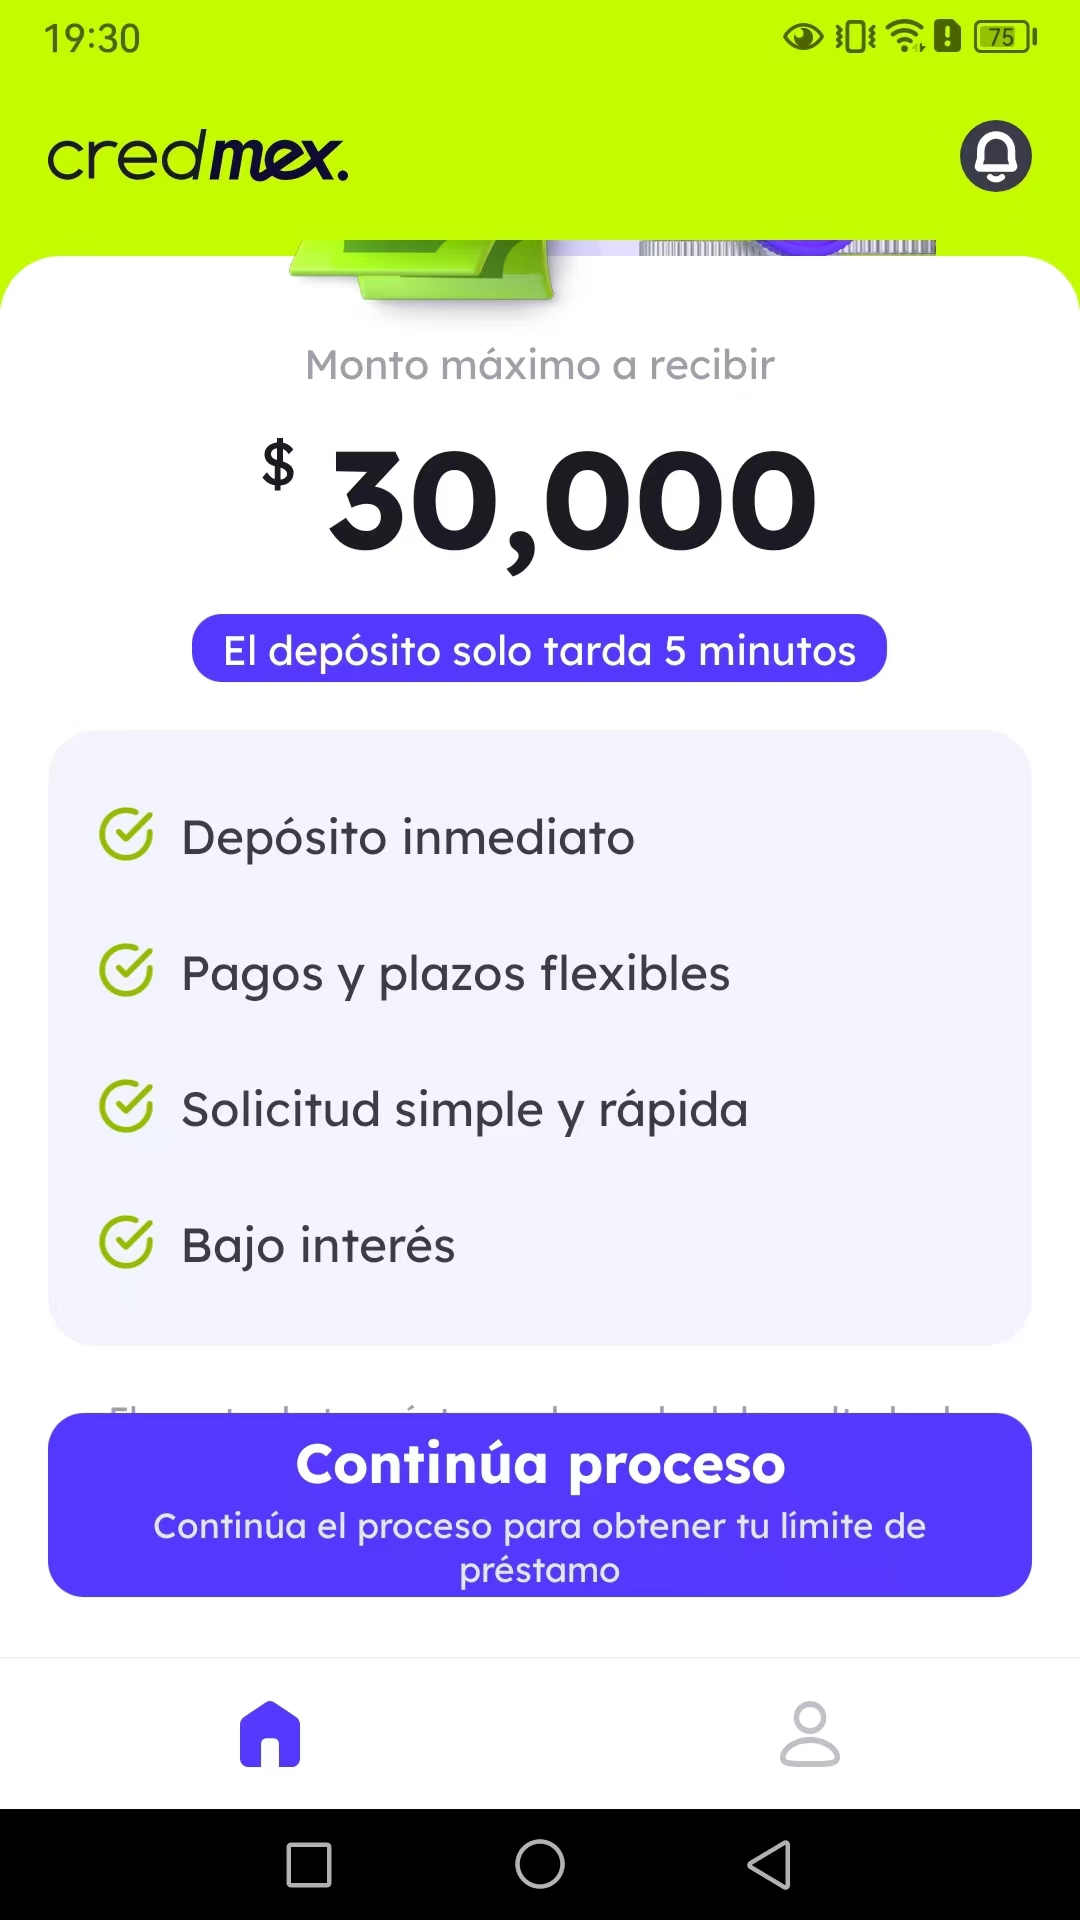 19:30
75
credmex.
Monto máximo a recibir
$ 30,000
El depósito solo tarda 5 minutos
Depósito inmediato
Pagos y plazos flexibles
Solicitud simple y rápida
Bajo interés
Continúa proceso
Continúa el proceso para obtener tu límite de
préstamo